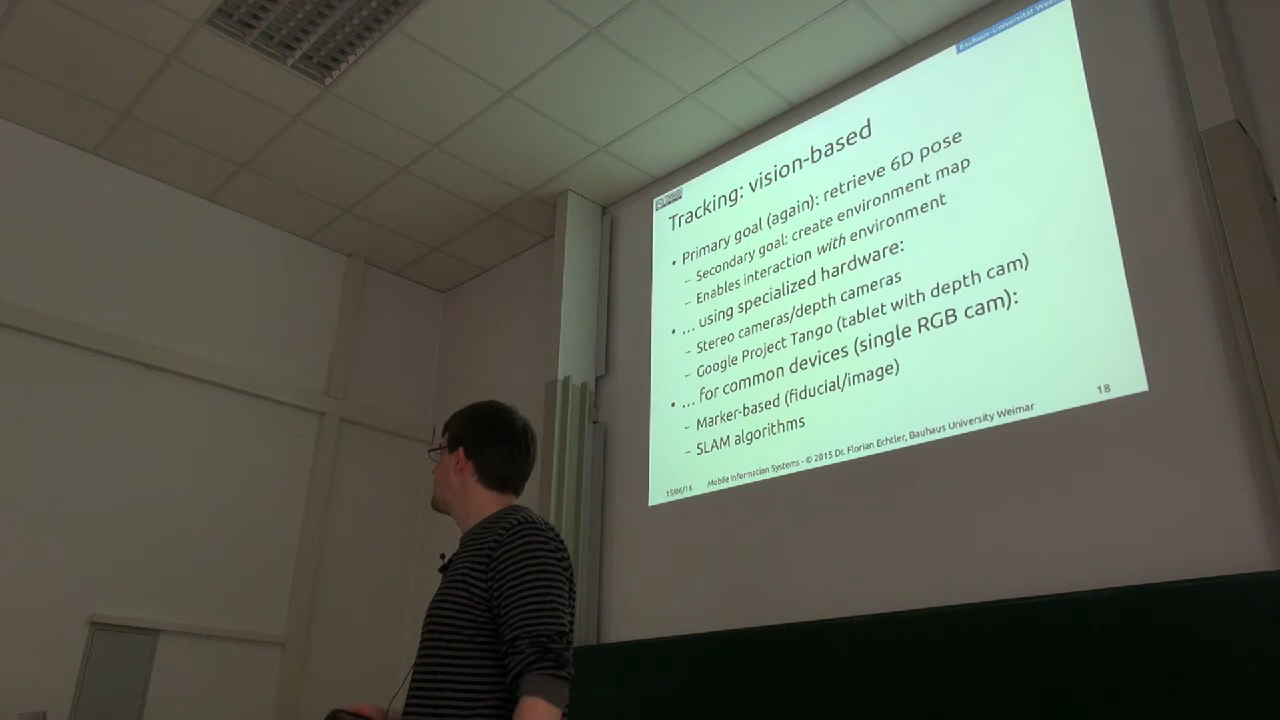 Bauhaus-Universität
Tracking: vision-based
• Primary goal (again): retrieve 6D pose
– Secondary goal: create environment map
– Enables interaction with environment
• ... using specialized hardware:
– Stereo cameras/depth cameras
– Google Project Tango (tablet with depth cam)
• ... for common devices (single RGB cam):
– Marker-based (fiducial/image)
– SLAM algorithms
15/06/16 Mobile Information Systems - © 2015 Dr. Florian Echtler, Bauhaus University Weimar 18